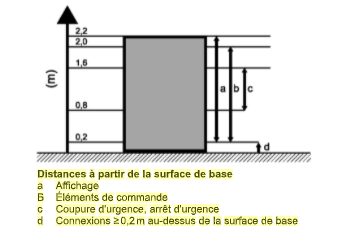 2,2
2,0
1,6
(m)
a b c
0,8
0,2
d
Distances à partir de la surface de base
a Affichage
B Éléments de commande
c Coupure d'urgence, arrêt d'urgence
d Connexions ≥0,2m au-dessus de la surface de base